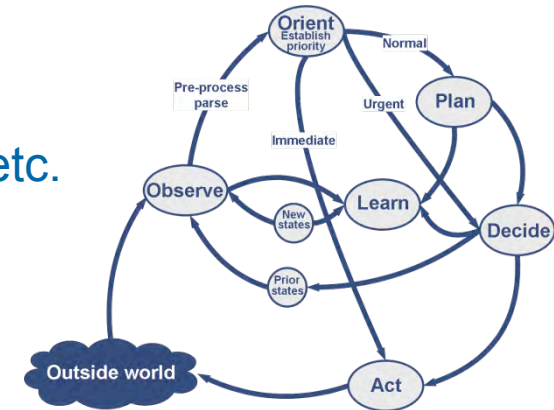 Orient
Establish
priority
Normal
Pre-process
parse
Urgent
Plan
Immediate
etc.
Observe
Learn
New
states
Decide
Prior
states
Outside world
Act